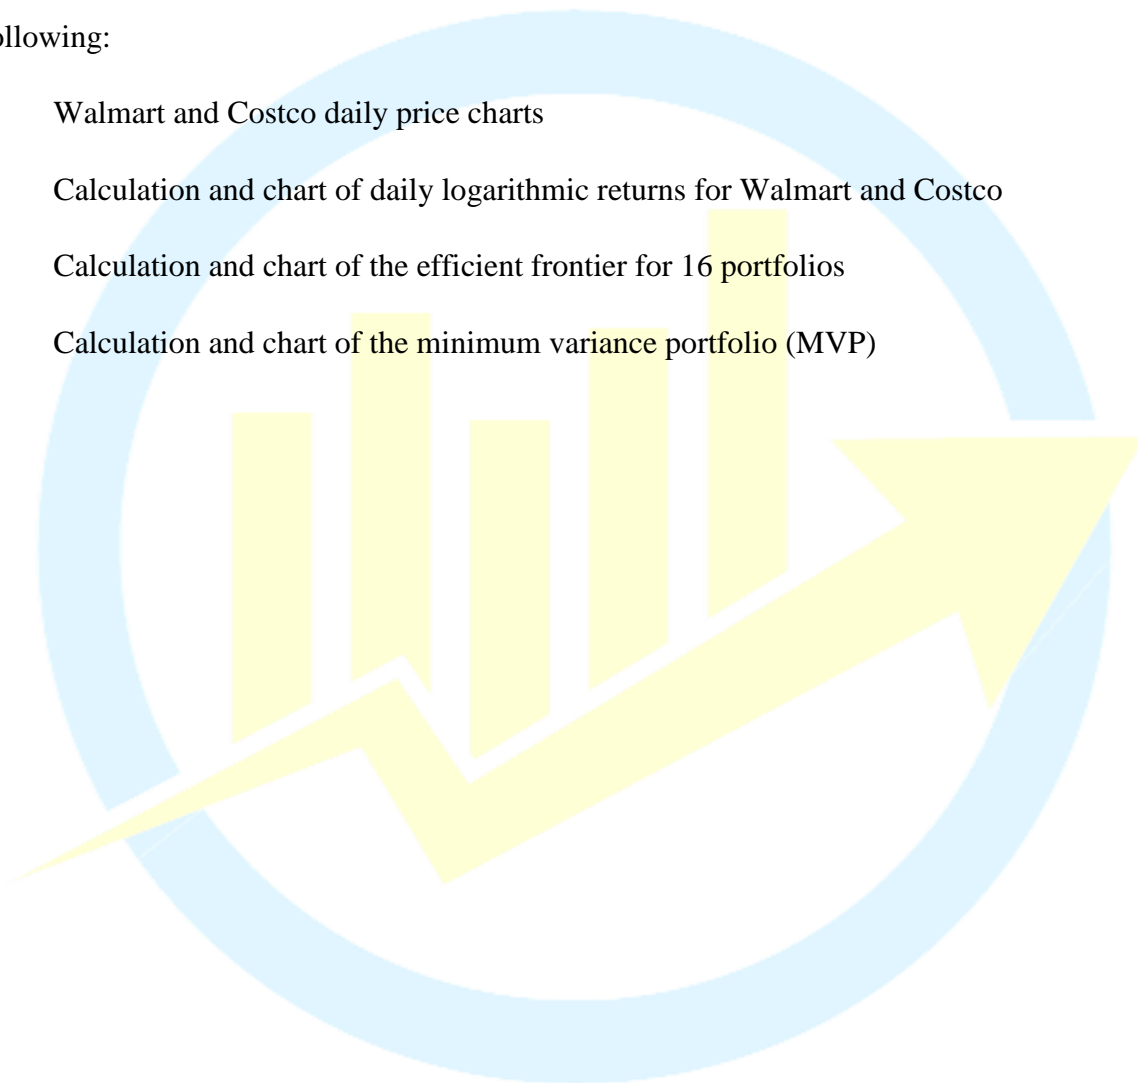 ollowing:
Walmart and Costco daily price charts
Calculation and chart of daily logarithmic returns for Walmart and Costco
Calculation and chart of the efficient frontier for 16 portfolios
Calculation and chart of the minimum variance portfolio (MVP)